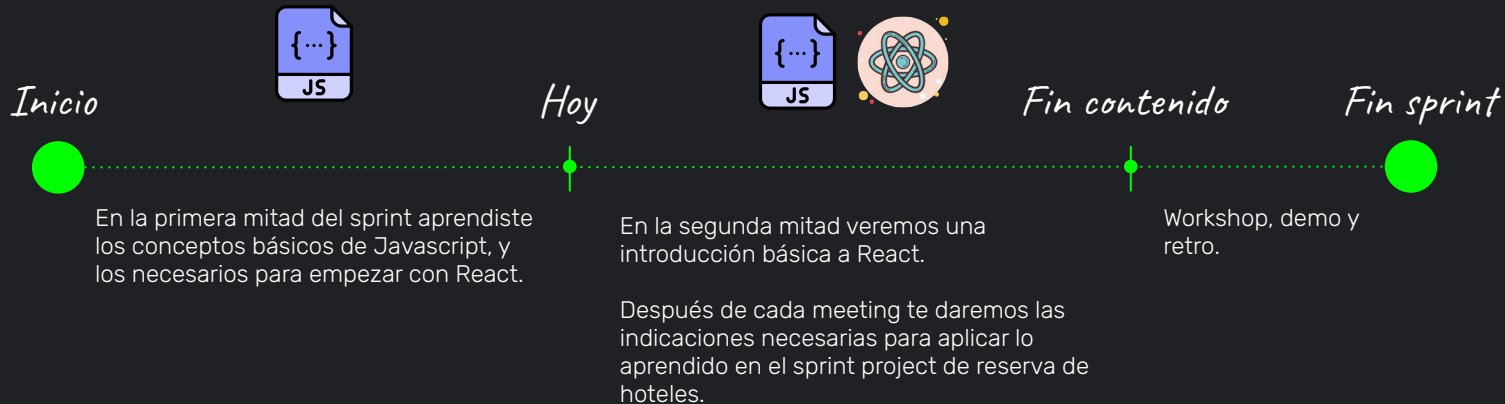 {···}
JS
{···}
JS
Inicio
Hoy
Fin contenido
Fin sprint
En la primera mitad del sprint aprendiste
los conceptos básicos de Javascript, y
los necesarios para empezar con React.
En la segunda mitad veremos una
introducción básica a React.
Después de cada meeting te daremos las
indicaciones necesarias para aplicar lo
aprendido en el sprint project de reserva de
hoteles.
Workshop, demo y
retro.